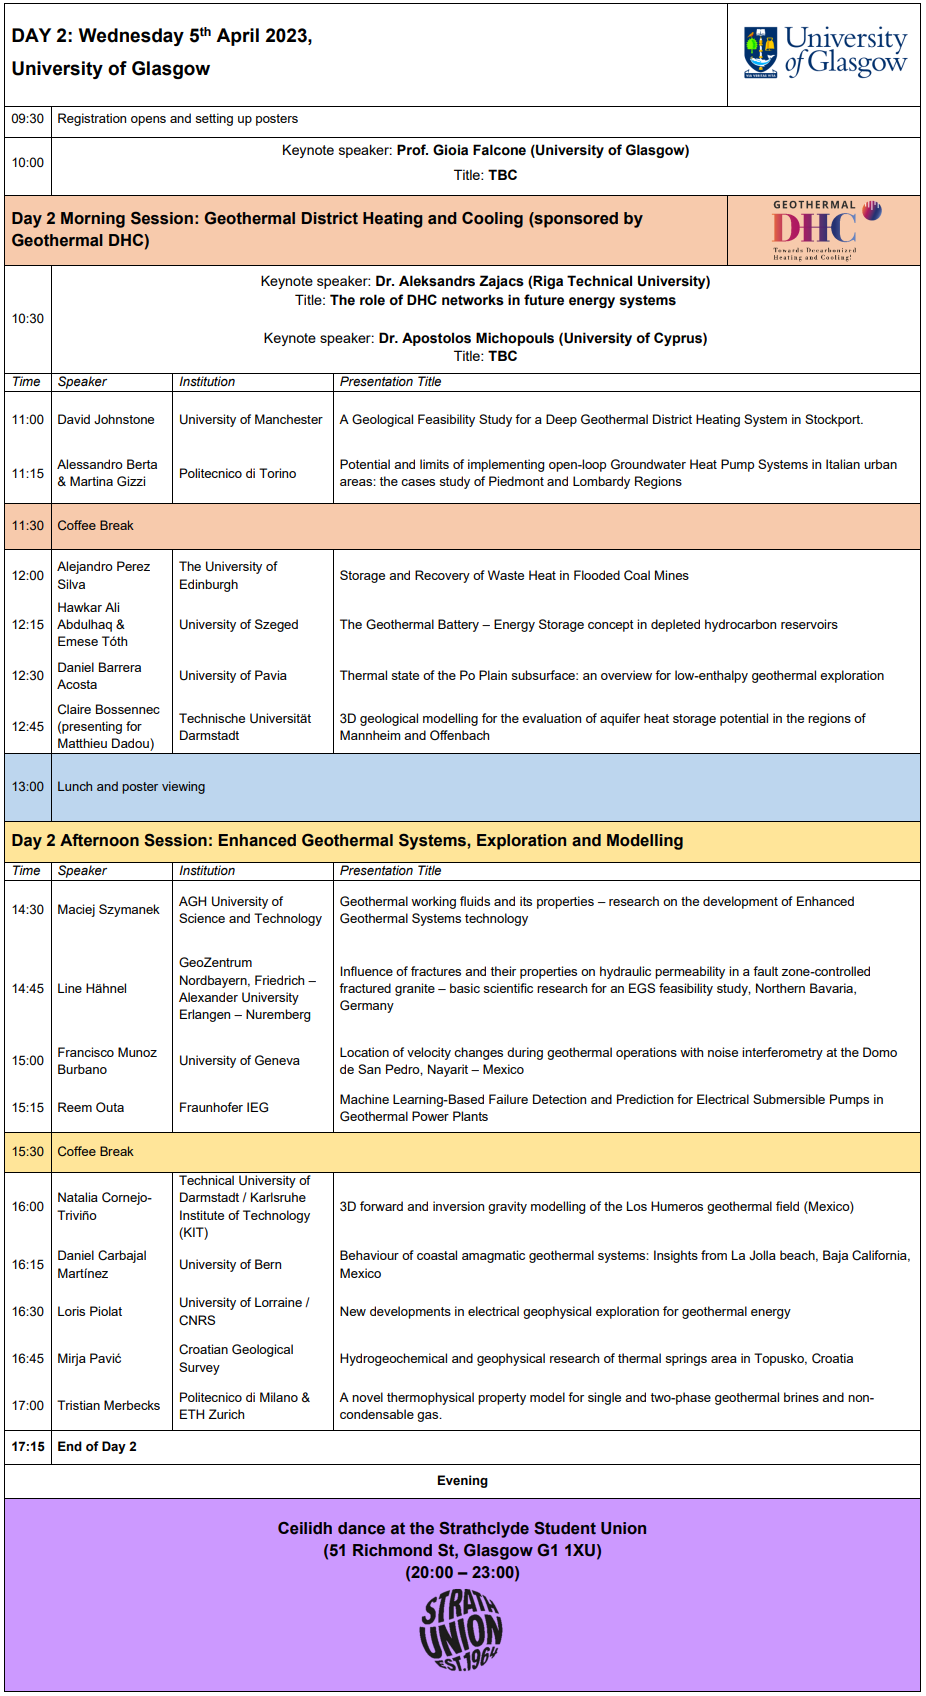 DAY 2: Wednesday 5th April 2023,
University of Glasgow
University
of Glasgow
09:30 Registration opens and setting up posters
10:00
Keynote speaker: Prof. Gioia Falcone (University of Glasgow)
Title: TBC
Day 2 Morning Session: Geothermal District Heating and Cooling (sponsored by
Geothermal DHC)
GEOTHERMAL
DHC
Towards Decarbonized
Heating and Cooling!
10:30
Keynote speaker: Dr. Aleksandrs Zajacs (Riga Technical University)
Title: The role of DHC networks in future energy systems
Keynote speaker: Dr. Apostolos Michopouls (University of Cyprus)
Title: TBC
Time Speaker Institution Presentation Title
11:00 David Johnstone University of Manchester A Geological Feasibility Study for a Deep Geothermal District Heating System in Stockport.
11:15
Alessandro Berta
& Martina Gizzi
Politecnico di Torino
Potential and limits of implementing open-loop Groundwater Heat Pump Systems in Italian urban
areas: the cases study of Piedmont and Lombardy Regions
11:30 Coffee Break
12:00
Alejandro Perez
Silva
The University of
Edinburgh
Storage and Recovery of Waste Heat in Flooded Coal Mines
12:15
Hawkar Ali
Abdulhaq &
Emese Tóth
University of Szeged
The Geothermal Battery – Energy Storage concept in depleted hydrocarbon reservoirs
12:30
Daniel Barrera
Acosta
University of Pavia
Thermal state of the Po Plain subsurface: an overview for low-enthalpy geothermal exploration
12:45
Claire Bossennec
(presenting for
Matthieu Dadou)
Technische Universität
Darmstadt
3D geological modelling for the evaluation of aquifer heat storage potential in the regions of
Mannheim and Offenbach
13:00 Lunch and poster viewing
Day 2 Afternoon Session: Enhanced Geothermal Systems, Exploration and Modelling
Time Speaker Institution Presentation Title
14:30 Maciej Szymanek
AGH University of
Science and Technology
Geothermal working fluids and its properties – research on the development of Enhanced
Geothermal Systems technology
14:45 Line Hähnel
GeoZentrum
Nordbayern, Friedrich –
Alexander University
Erlangen – Nuremberg
Influence of fractures and their properties on hydraulic permeability in a fault zone-controlled
fractured granite – basic scientific research for an EGS feasibility study, Northern Bavaria,
Germany
15:00
Francisco Munoz
Burbano
University of Geneva
Location of velocity changes during geothermal operations with noise interferometry at the Domo
de San Pedro, Nayarit – Mexico
15:15 Reem Outa Fraunhofer IEG
Machine Learning-Based Failure Detection and Prediction for Electrical Submersible Pumps in
Geothermal Power Plants
15:30 Coffee Break
16:00
Natalia Cornejo-
Triviño
Technical University of
Darmstadt / Karlsruhe
Institute of Technology
(KIT)
3D forward and inversion gravity modelling of the Los Humeros geothermal field (Mexico)
16:15
Daniel Carbajal
Martínez
University of Bern
Behaviour of coastal amagmatic geothermal systems: Insights from La Jolla beach, Baja California,
Mexico
16:30 Loris Piolat
University of Lorraine /
CNRS
New developments in electrical geophysical exploration for geothermal energy
16:45 Mirja Pavić
Croatian Geological
Survey
Hydrogeochemical and geophysical research of thermal springs area in Topusko, Croatia
17:00 Tristian Merbecks
Politecnico di Milano &
ETH Zurich
A novel thermophysical property model for single and two-phase geothermal brines and non-
condensable gas.
17:15 End of Day 2
Evening
Ceilidh dance at the Strathclyde Student Union
(51 Richmond St, Glasgow G1 1XU)
(20:00 – 23:00)
STRATH
UNION
EST.1964